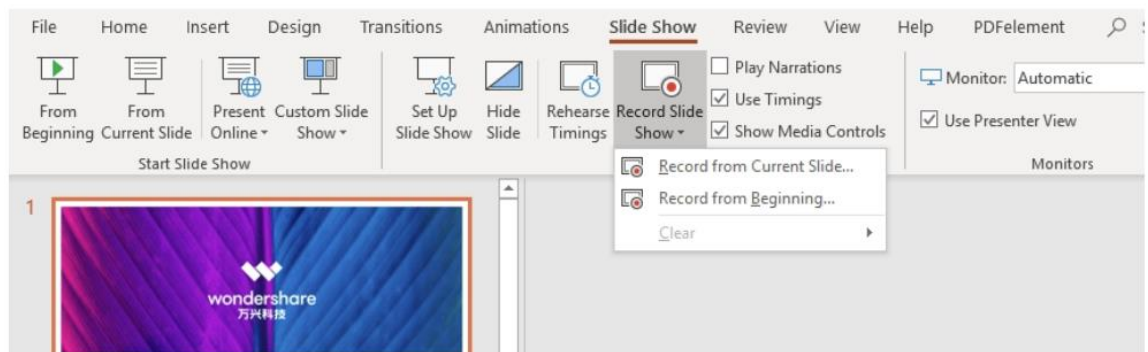 File Home Insert Design Transitions Animations Slide Show Review View Help PDFelement
From Beginning
From Current Slide
Present Online
Custom Slide Show
Start Slide Show
Set Up Slide Show
Hide Slide
Rehearse Timings
Record Slide Show
Play Narrations
Use Timings
Show Media Controls
Monitor: Automatic
Use Presenter View
Monitors
Record from Current Slide...
Record from Beginning...
Clear
1
wondershare
万兴科技